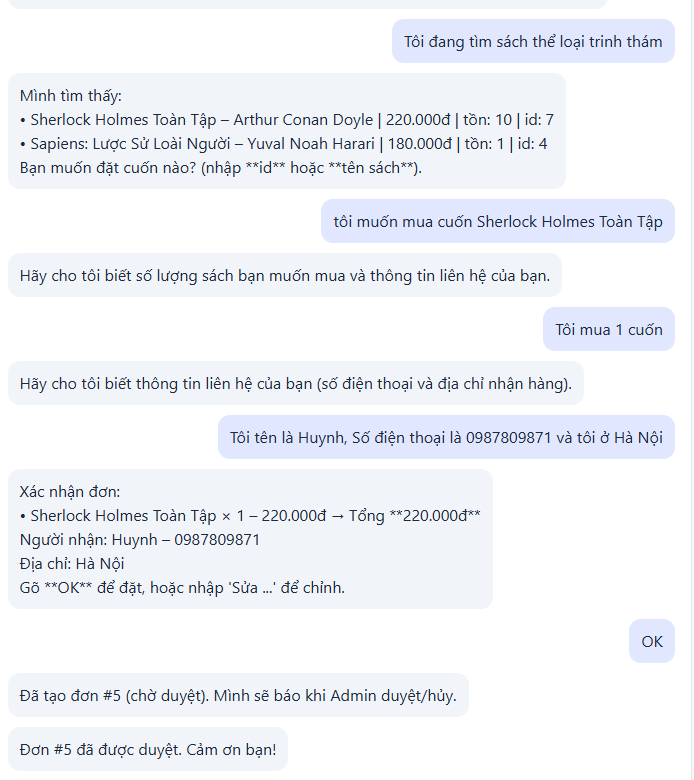 Tôi đang tìm sách thể loại trinh thám
Mình tìm thấy:
• Sherlock Holmes Toàn Tập – Arthur Conan Doyle | 220.000đ | tồn: 10 | id: 7
• Sapiens: Lược Sử Loài Người – Yuval Noah Harari | 180.000đ | tồn: 1 | id: 4
Bạn muốn đặt cuốn nào? (nhập **id** hoặc **tên sách**).
tôi muốn mua cuốn Sherlock Holmes Toàn Tập
Hãy cho tôi biết số lượng sách bạn muốn mua và thông tin liên hệ của bạn.
Tôi mua 1 cuốn
Hãy cho tôi biết thông tin liên hệ của bạn (số điện thoại và địa chỉ nhận hàng).
Tôi tên là Huynh, Số điện thoại là 0987809871 và tôi ở Hà Nội
Xác nhận đơn:
• Sherlock Holmes Toàn Tập × 1 – 220.000đ → Tổng **220.000đ**
Người nhận: Huynh – 0987809871
Địa chỉ: Hà Nội
Gõ **OK** để đặt, hoặc nhập 'Sửa ...' để chỉnh.
OK
Đã tạo đơn #5 (chờ duyệt). Mình sẽ báo khi Admin duyệt/hủy.
Đơn #5 đã được duyệt. Cảm ơn bạn!